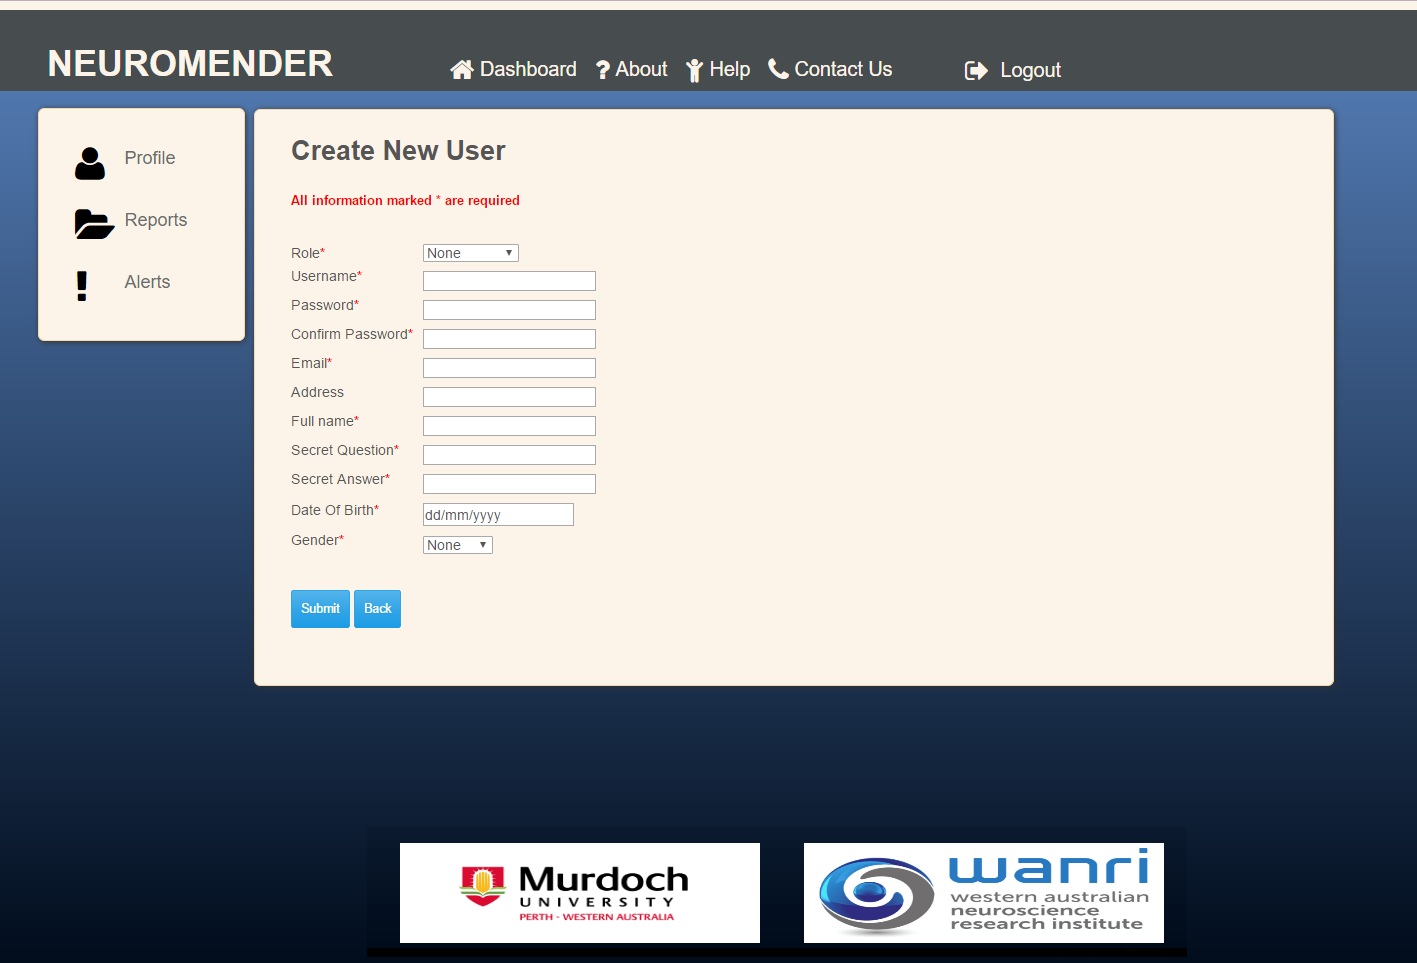 NEUROMENDER
Dashboard About Help Contact Us Logout
Profile
Reports
Alerts
Create New User
All information marked * are required
Role* None
Username*
Password*
Confirm Password*
Email*
Address
Full name*
Secret Question*
Secret Answer*
Date Of Birth* dd/mm/yyyy
Gender* None
Submit Back
Murdoch
UNIVERSITY
PERTH - WESTERN AUSTRALIA
wanri
western australian
neuroscience
research institute